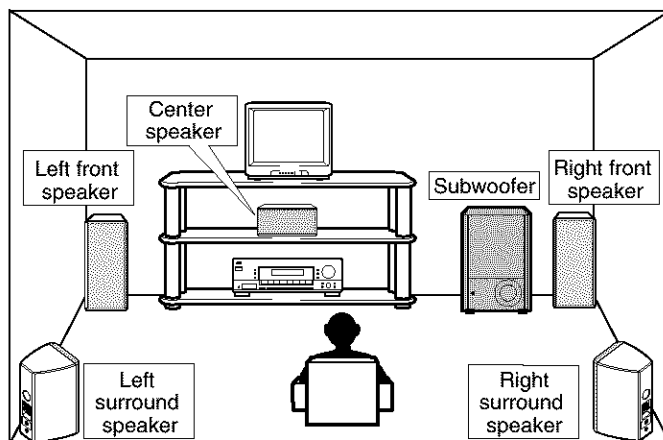 Center
speaker
Left front
speaker
Subwoofer
Right front
speaker
Left
surround
speaker
Right
surround
speaker